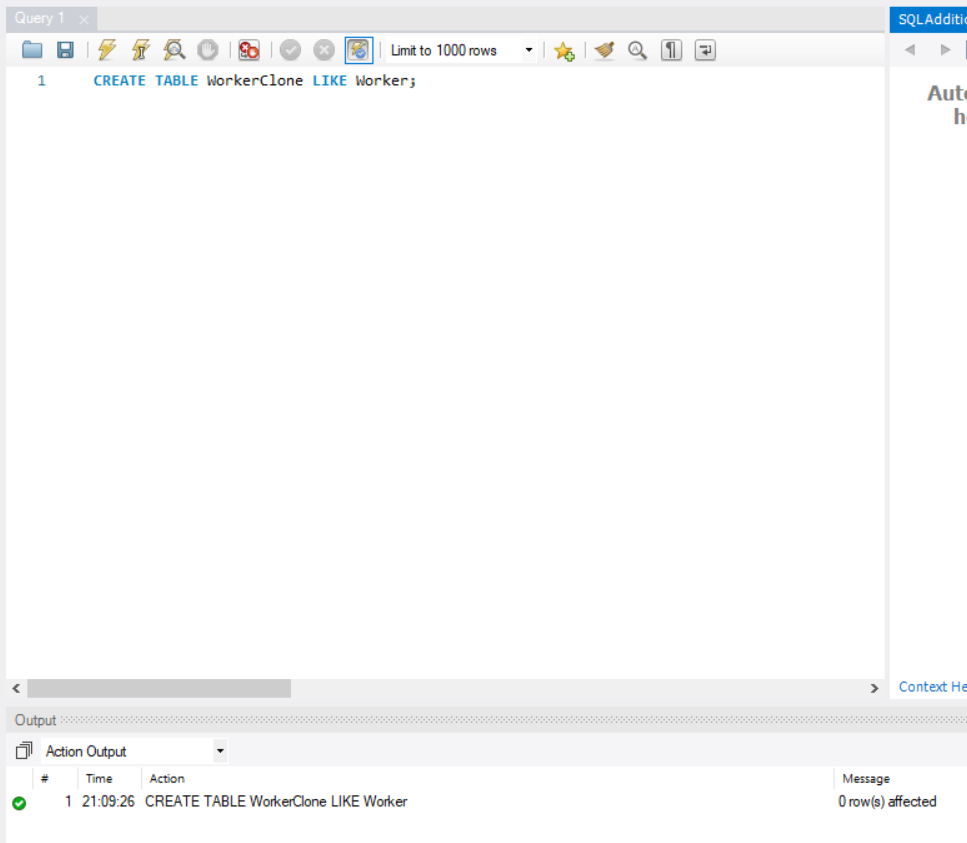 Query 1
SQLAdditio
Limit to 1000 rows
1 CREATE TABLE WorkerClone LIKE Worker;
Aut
h
Context He
Output
Action Output
# Time Action Message
1 21:09:26 CREATE TABLE WorkerClone LIKE Worker 0 row(s) affected